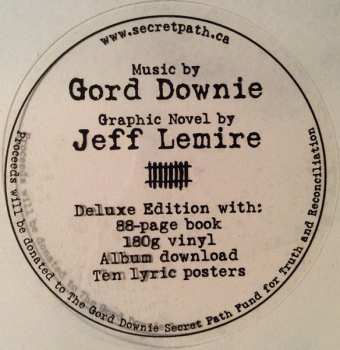 www.secretpath.ca
Music by
Gord Downie
Graphic Novel by
Jeff Lemire
Deluxe Edition with:
88-page book
180g vinyl
Album download
Ten lyric posters
Proceeds will be donated to The Gord Downie Secret Path Fund for Truth and Reconciliation